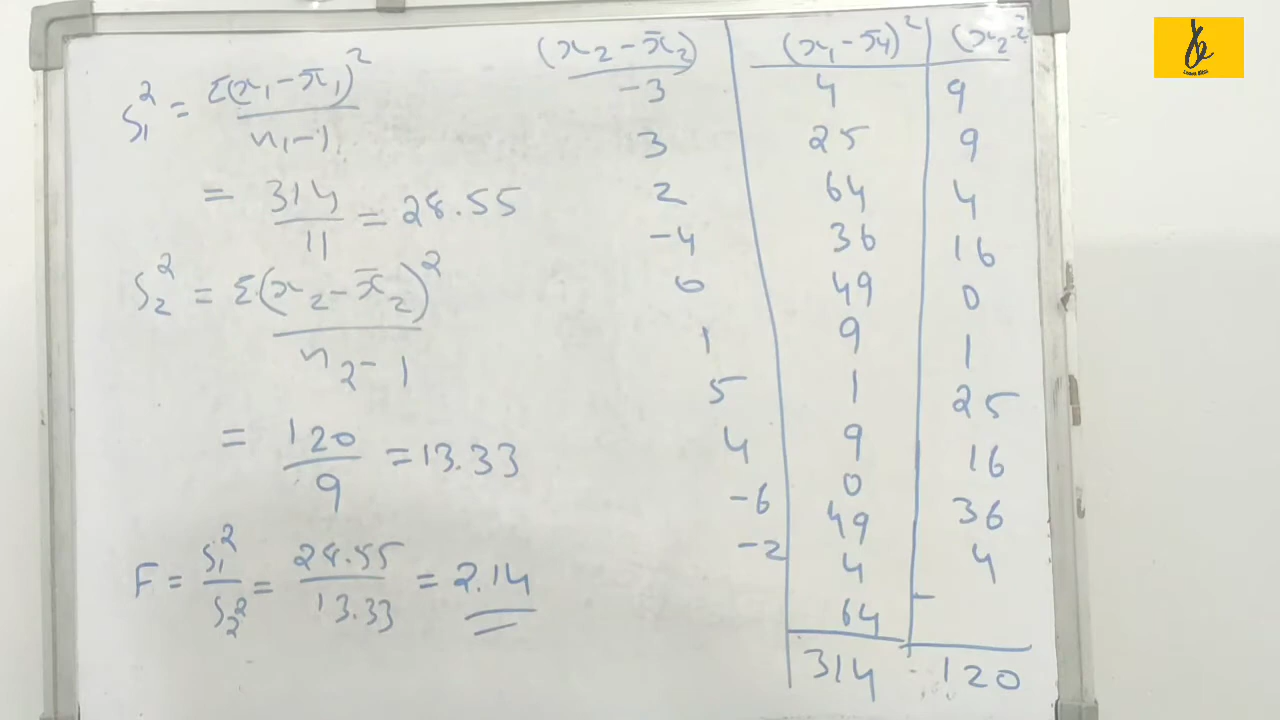 S₁² = Σ(x₁-x̄₁)² / n₁-1
= 314 / 11 = 28.55
S₂² = Σ(x₂-x̄₂)² / n₂-1
= 120 / 9 = 13.33
F = S₁² / S₂² = 28.55 / 13.33 = 2.14
(x₂-x̄₂) (x₁-x̄₁)² (x₂-
-3 4 9
3 25 9
2 64 4
-4 36 16
0 49 0
1 9 1
5 1 25
4 9 16
-6 0 36
-2 49 4
4
64
314 120